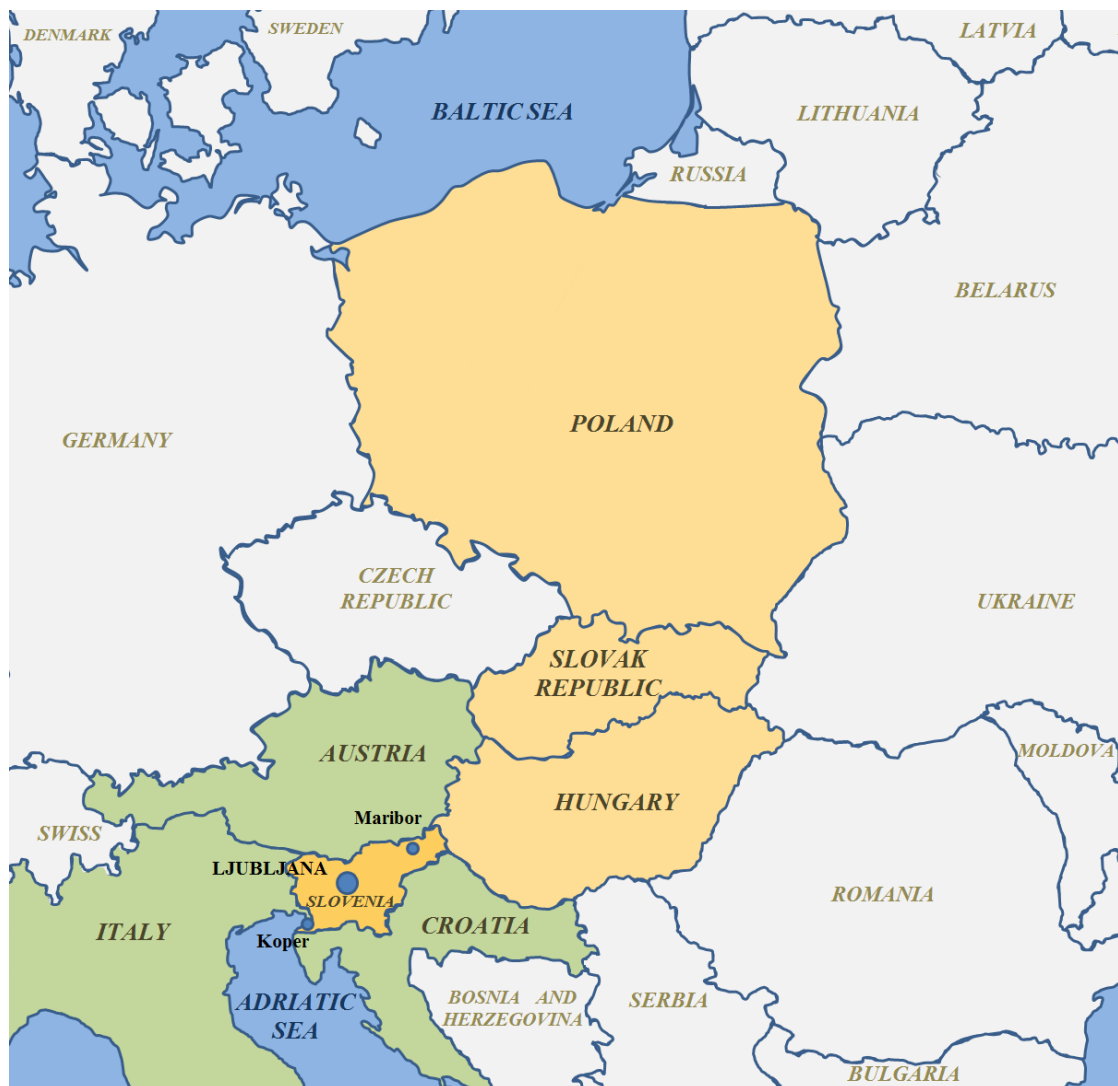 DENMARK
SWEDEN
LATVIA
BALTIC SEA
LITHUANIA
RUSSIA
BELARUS
POLAND
GERMANY
CZECH
REPUBLIC
UKRAINE
SLOVAK
REPUBLIC
AUSTRIA
MOLDOVA
HUNGARY
SWISS
Maribor
LJUBLJANA
SLOVENIA
ROMANIA
ITALY
CROATIA
Koper
ADRIATIC
SEA
BOSNIA AND
HERZEGOVINA
SERBIA
BULGARIA